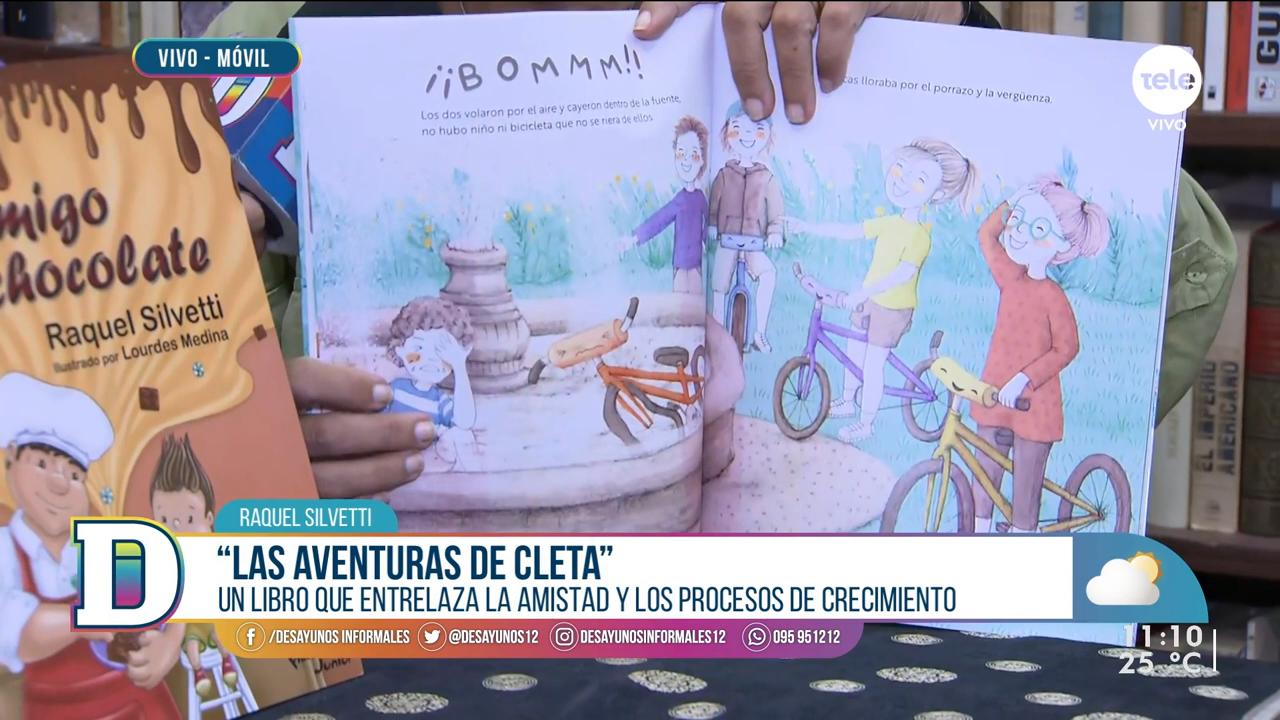 VIVO - MÓVIL
tele
VIVO
¡¡BOMMM!!
Los dos volaron por el aire y cayeron dentro de la fuente,
no hubo niño ni bicicleta que no se riera de ellos.
cas lloraba por el porrazo y la vergüenza.
migo
chocolate
Raquel Silvetti
Ilustrado por Lourdes Medina
EL IMPERIO
AMERICANO
GU
RAQUEL SILVETTI
D
“LAS AVENTURAS DE CLETA”
UN LIBRO QUE ENTRELAZA LA AMISTAD Y LOS PROCESOS DE CRECIMIENTO
/DESAYUNOS INFORMALES @DESAYUNOS12 DESAYUNOSINFORMALES12 095 951212
11:10
25 °C